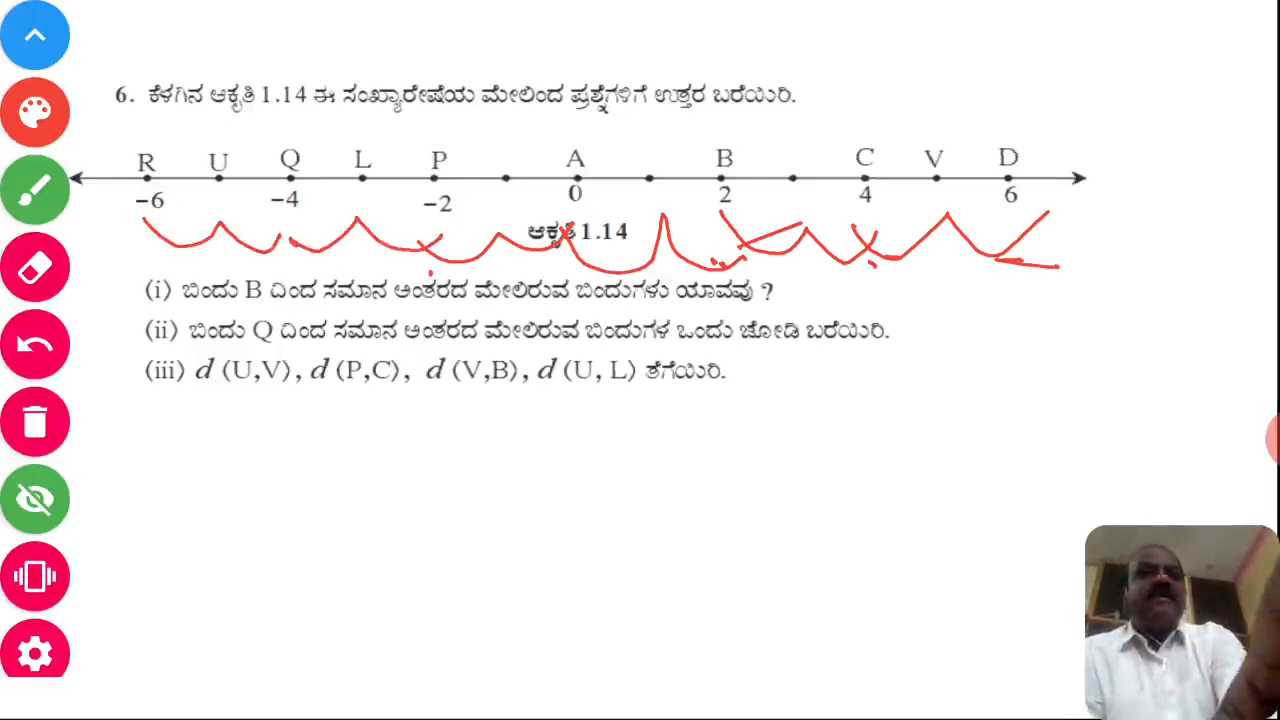 6. ಕೆಳಗಿನ ಆಕೃತಿ 1.14 ಈ ಸಂಖ್ಯಾರೇಷೆಯ ಮೇಲಿಂದ ಪ್ರಶ್ನೆಗಳಿಗೆ ಉತ್ತರ ಬರೆಯಿರಿ.
R U Q L P A B C V D
−6 −4 −2 0 2 4 6
ಆಕೃತಿ 1.14
(i) ಬಿಂದು B ದಿಂದ ಸಮಾನ ಅಂತರದ ಮೇಲಿರುವ ಬಿಂದುಗಳು ಯಾವವು ?
(ii) ಬಿಂದು Q ದಿಂದ ಸಮಾನ ಅಂತರದ ಮೇಲಿರುವ ಬಿಂದುಗಳ ಒಂದು ಜೋಡಿ ಬರೆಯಿರಿ.
(iii) d (U,V), d (P,C), d (V,B), d (U, L) ತೆಗೆಯಿರಿ.